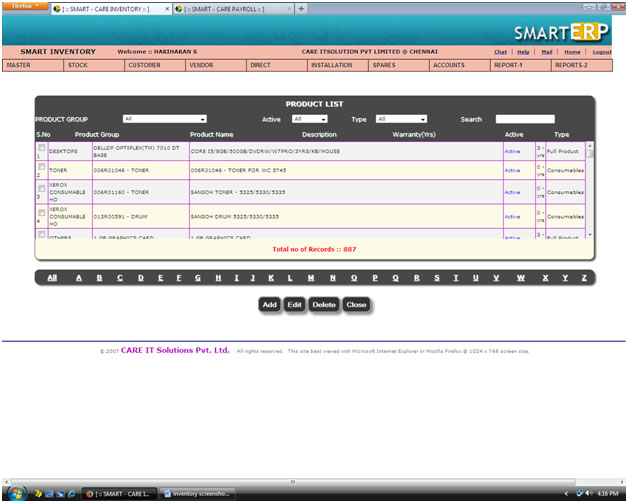 Firefox
[ :: SMART - CARE INVENTORY :: ]
[ :: SMART - CARE PAYROLL :: ]
SMART ERP
SMART INVENTORY Welcome :: HARIHARAN S CARE ITSOLUTION PVT LIMITED @ CHENNAI Chat | Help | Mail | Home | Logout
MASTER STOCK CUSTOMER VENDOR DIRECT INSTALLATION SPARES ACCOUNTS REPORT-1 REPORTS-2
PRODUCT LIST
PRODUCT GROUP All Active All Type All Search
S.No Product Group Product Name Description Warranty(Yrs) Active Type
1 DESKTOPS DELLDP OPTIPLEX(TM) 7010 DT BASE CORE I5/8GB/500GB/DVDRW/W7PRO/3YRS/KB/MOUSE Active 3 - yrs Full Product
2 TONER 006R01046 - TONER 006R01046 - TONER FOR WC 5745 Active 0 - yrs Consumables
3 XEROX CONSUMABLE HO 006R01160 - TONER SANGOH TONER - 5325/5330/5335 Active 0 - yrs Consumables
4 XEROX CONSUMABLE HO 013R00591 - DRUM SANGOH DRUM 5325/5330/5335 Active 0 - yrs Consumables
OTHERS 1 GB GRAPHICS CARD 1 GB GRAPHICS CARD Active 3 - Full Product
Total no of Records :: 887
All A B C D E F G H I J K L M N O P Q R S T U V W X Y Z
Add Edit Delete Close
© 2007 CARE IT Solutions Pvt. Ltd. All rights reserved. This site best viewed with Microsoft Internet Explorer or Mozilla Firefox @ 1024 x 768 screen size.
[ :: SMART - CARE I...
inventory screensho...
4:16 PM